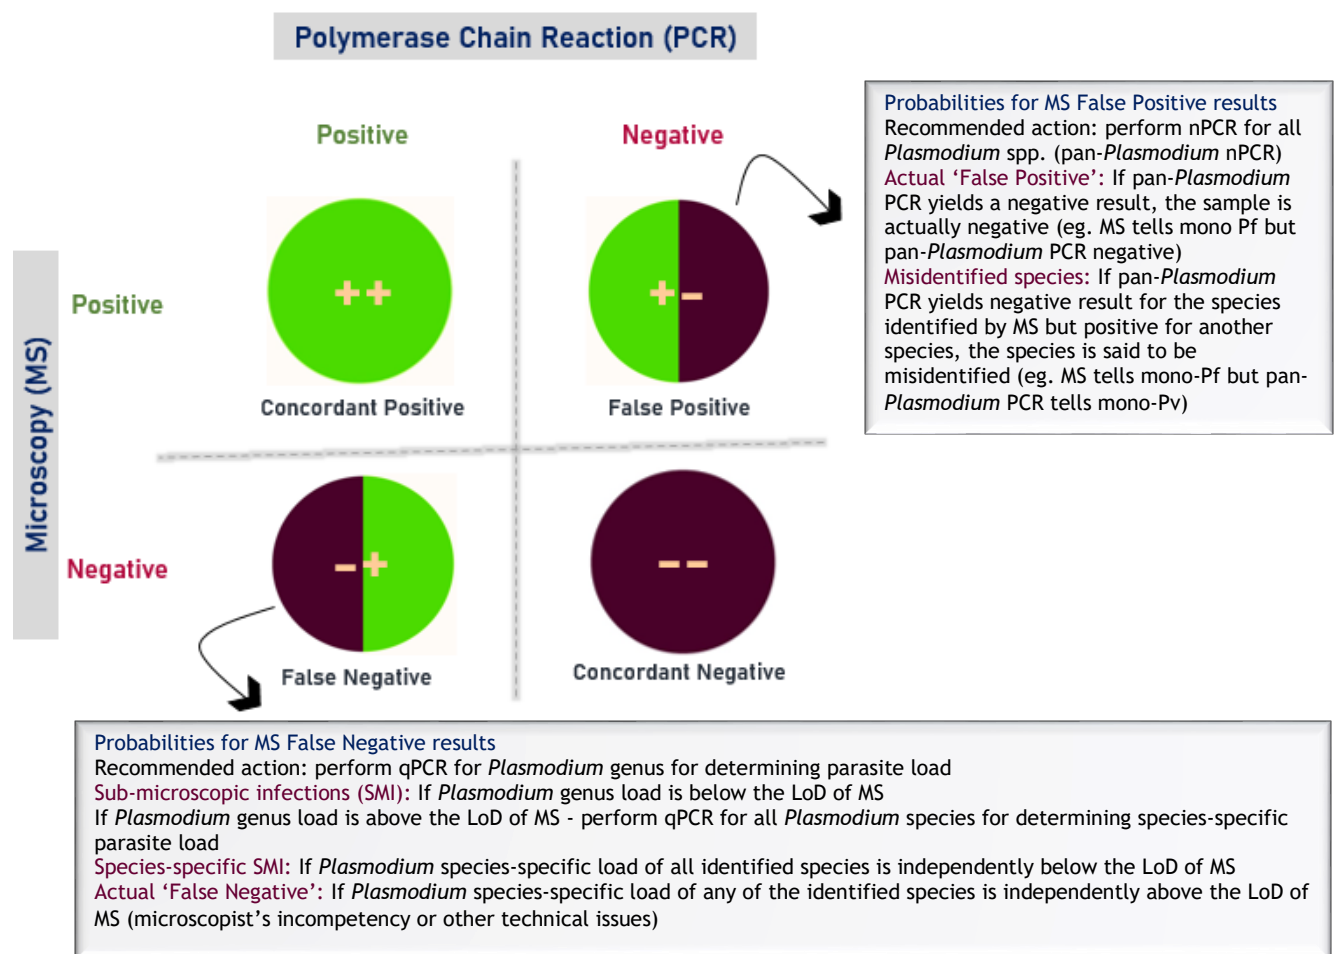 Polymerase Chain Reaction (PCR)
Positive
Negative
Microscopy (MS)
Positive
++
Concordant Positive
+-
False Positive
Negative
-+
False Negative
--
Concordant Negative
Probabilities for MS False Positive results
Recommended action: perform nPCR for all
Plasmodium spp. (pan-Plasmodium nPCR)
Actual ‘False Positive’: If pan-Plasmodium
PCR yields a negative result, the sample is
actually negative (eg. MS tells mono Pf but
pan-Plasmodium PCR negative)
Misidentified species: If pan-Plasmodium
PCR yields negative result for the species
identified by MS but positive for another
species, the species is said to be
misidentified (eg. MS tells mono-Pf but pan-
Plasmodium PCR tells mono-Pv)
Probabilities for MS False Negative results
Recommended action: perform qPCR for Plasmodium genus for determining parasite load
Sub-microscopic infections (SMI): If Plasmodium genus load is below the LoD of MS
If Plasmodium genus load is above the LoD of MS - perform qPCR for all Plasmodium species for determining species-specific
parasite load
Species-specific SMI: If Plasmodium species-specific load of all identified species is independently below the LoD of MS
Actual ‘False Negative’: If Plasmodium species-specific load of any of the identified species is independently above the LoD of
MS (microscopist’s incompetency or other technical issues)